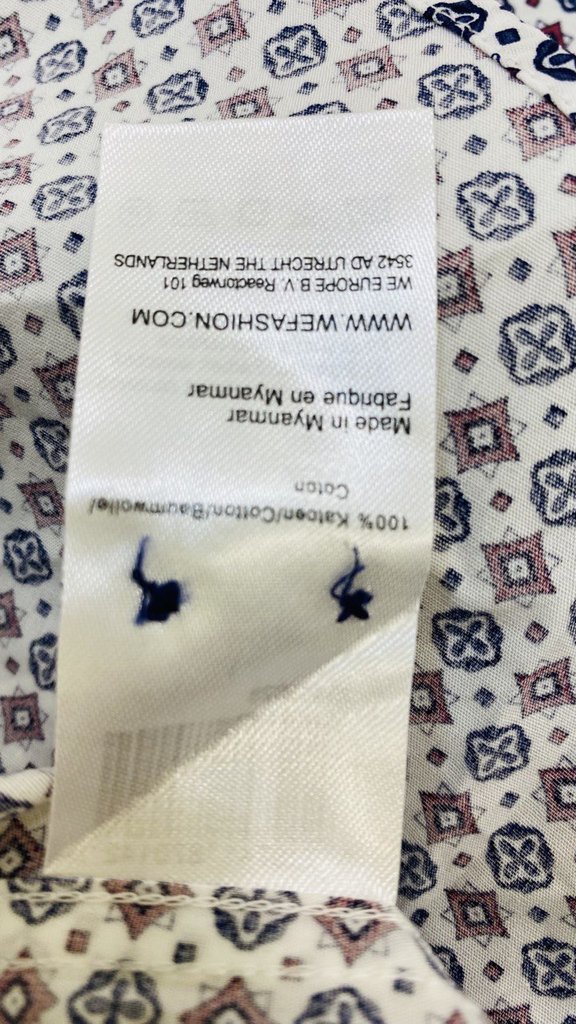 100% Katoen/Cotton/Baumwolle/
Coton
Made in Myanmar
Fabriqué en Myanmar
WWW.WEFASHION.COM
WE EUROPE B.V. Reactorweg 101
3542 AD UTRECHT THE NETHERLANDS